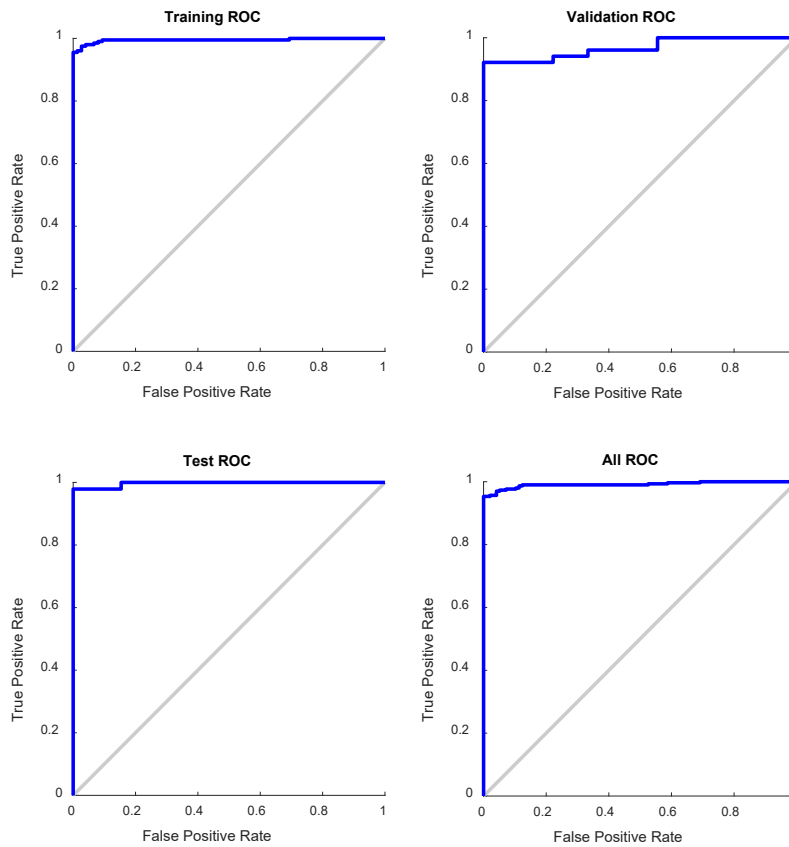 Training ROC
1
0.8
0.6
0.4
0.2
0
True Positive Rate
0 0.2 0.4 0.6 0.8 1
False Positive Rate
Validation ROC
1
0.8
0.6
0.4
0.2
0
True Positive Rate
0 0.2 0.4 0.6 0.8
False Positive Rate
Test ROC
1
0.8
0.6
0.4
0.2
0
True Positive Rate
0 0.2 0.4 0.6 0.8 1
False Positive Rate
All ROC
1
0.8
0.6
0.4
0.2
0
True Positive Rate
0 0.2 0.4 0.6 0.8
False Positive Rate